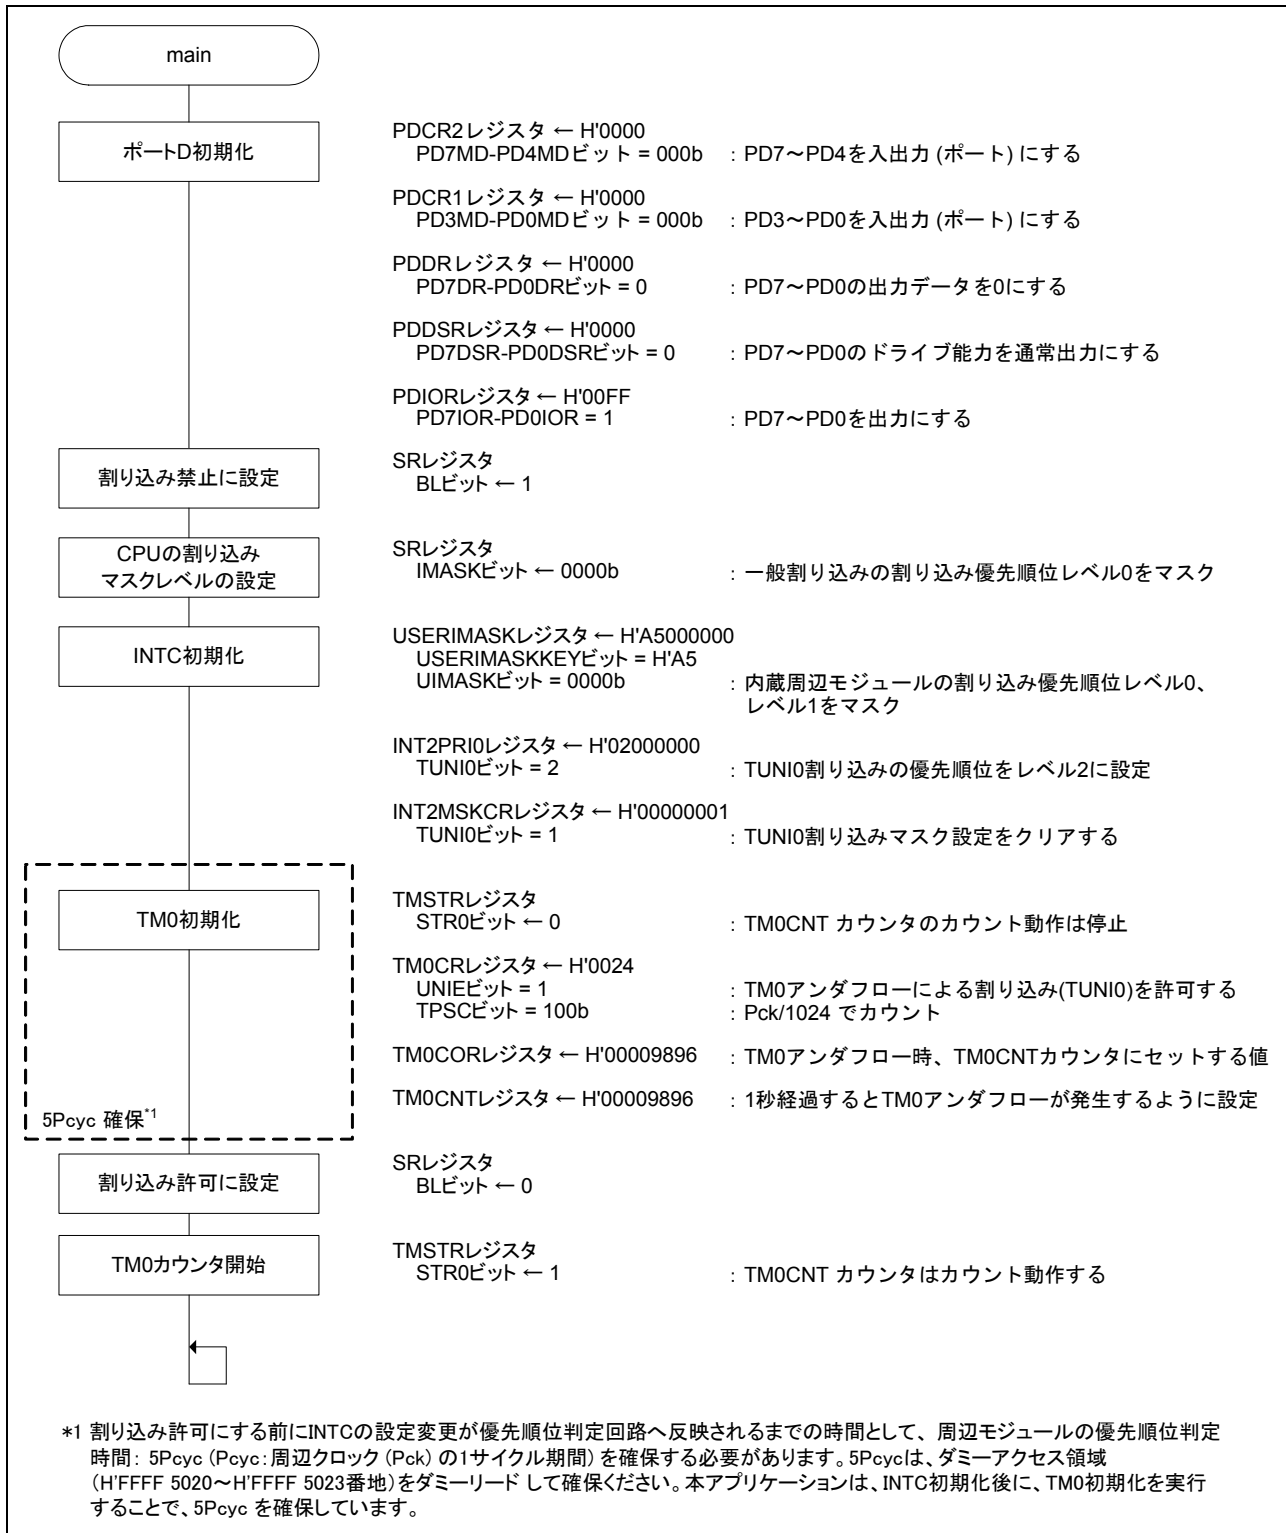 main
ポートD初期化
PDCR2レジスタ ← H'0000
PD7MD-PD4MDビット = 000b : PD7～PD4を入出力 (ポート) にする
PDCR1レジスタ ← H'0000
PD3MD-PD0MDビット = 000b : PD3～PD0を入出力 (ポート) にする
PDDRレジスタ ← H'0000
PD7DR-PD0DRビット = 0 : PD7～PD0の出力データを0にする
PDDSRレジスタ ← H'0000
PD7DSR-PD0DSRビット = 0 : PD7～PD0のドライブ能力を通常出力にする
PDIORレジスタ ← H'00FF
PD7IOR-PD0IOR = 1 : PD7～PD0を出力にする
割り込み禁止に設定
SRレジスタ
BLビット ← 1
CPUの割り込み
マスクレベルの設定
SRレジスタ
IMASKビット ← 0000b : 一般割り込みの割り込み優先順位レベル0をマスク
INTC初期化
USERIMASKレジスタ ← H'A5000000
USERIMASKKEYビット = H'A5
UIMASKビット = 0000b : 内蔵周辺モジュールの割り込み優先順位レベル0、
レベル1をマスク
INT2PRI0レジスタ ← H'02000000
TUNI0ビット = 2 : TUNI0割り込みの優先順位をレベル2に設定
INT2MSKCRレジスタ ← H'00000001
TUNI0ビット = 1 : TUNI0割り込みマスク設定をクリアする
TM0初期化
TMSTRレジスタ
STR0ビット ← 0 : TM0CNT カウンタのカウント動作は停止
TM0CRレジスタ ← H'0024
UNIEビット = 1 : TM0アンダフローによる割り込み(TUNI0)を許可する
TPSCビット = 100b : Pck/1024 でカウント
TM0CORレジスタ ← H'00009896 : TM0アンダフロー時、TM0CNTカウンタにセットする値
TM0CNTレジスタ ← H'00009896 : 1秒経過するとTM0アンダフローが発生するように設定
5Pcyc 確保*1
割り込み許可に設定
SRレジスタ
BLビット ← 0
TM0カウンタ開始
TMSTRレジスタ
STR0ビット ← 1 : TM0CNT カウンタはカウント動作する
*1 割り込み許可にする前にINTCの設定変更が優先順位判定回路へ反映されるまでの時間として、周辺モジュールの優先順位判定
時間: 5Pcyc (Pcyc:周辺クロック (Pck) の1サイクル期間) を確保する必要があります。5Pcycは、ダミーアクセス領域
(H'FFFF 5020～H'FFFF 5023番地)をダミーリード して確保ください。本アプリケーションは、INTC初期化後に、TM0初期化を実行
することで、5Pcyc を確保しています。